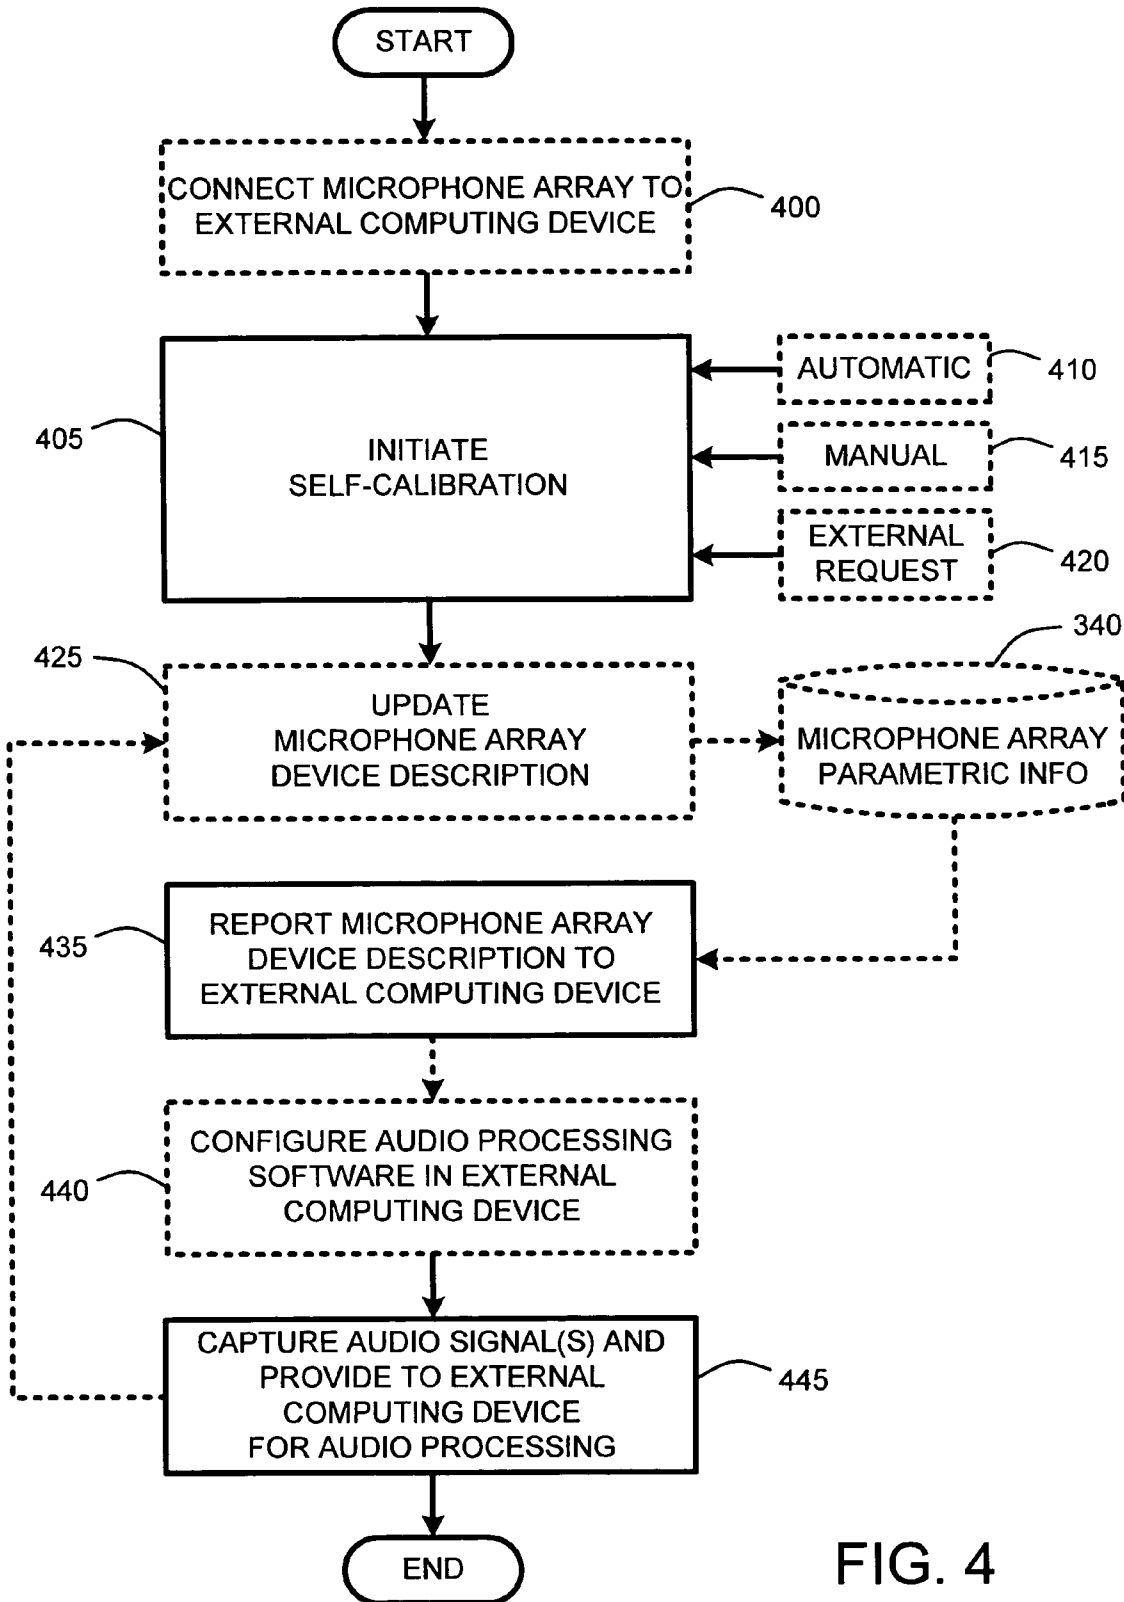 START
CONNECT MICROPHONE ARRAY TO
EXTERNAL COMPUTING DEVICE
400
405
INITIATE
SELF-CALIBRATION
AUTOMATIC
410
MANUAL
415
EXTERNAL
REQUEST
420
425
UPDATE
MICROPHONE ARRAY
DEVICE DESCRIPTION
340
MICROPHONE ARRAY
PARAMETRIC INFO
435
REPORT MICROPHONE ARRAY
DEVICE DESCRIPTION TO
EXTERNAL COMPUTING DEVICE
440
CONFIGURE AUDIO PROCESSING
SOFTWARE IN EXTERNAL
COMPUTING DEVICE
CAPTURE AUDIO SIGNAL(S) AND
PROVIDE TO EXTERNAL
COMPUTING DEVICE
FOR AUDIO PROCESSING
445
END
FIG. 4